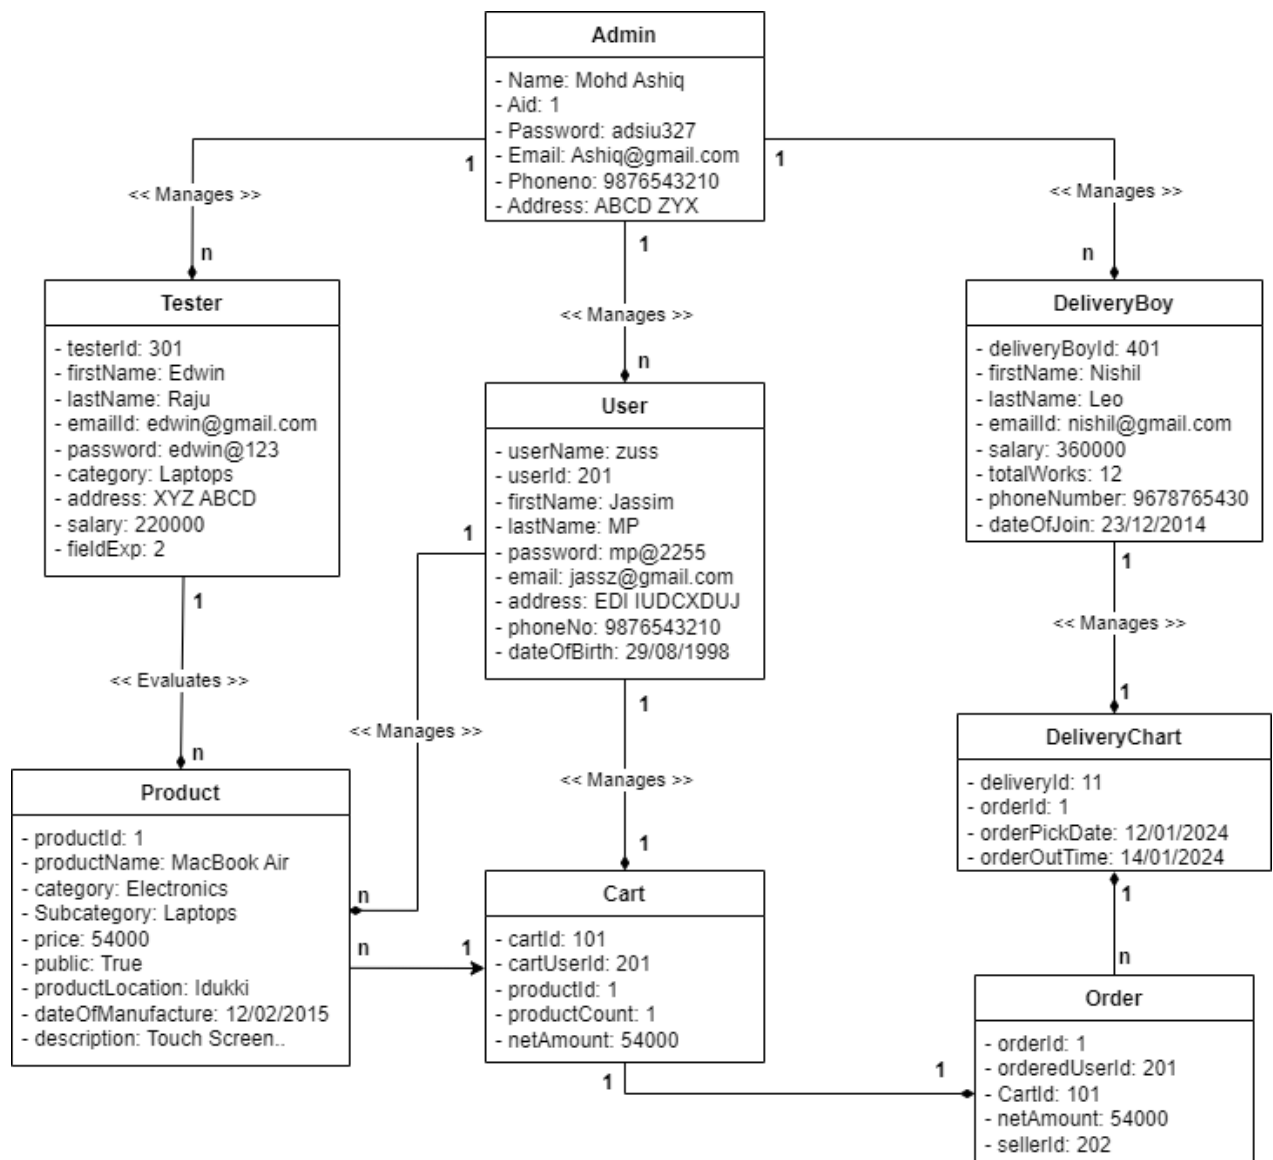 Admin
- Name: Mohd Ashiq
- Aid: 1
- Password: adsiu327
- Email: Ashiq@gmail.com
- Phoneno: 9876543210
- Address: ABCD ZYX
1
1
<< Manages >>
<< Manages >>
n
1
n
Tester
- testerId: 301
- firstName: Edwin
- lastName: Raju
- emailId: edwin@gmail.com
- password: edwin@123
- category: Laptops
- address: XYZ ABCD
- salary: 220000
- fieldExp: 2
<< Manages >>
n
DeliveryBoy
- deliveryBoyId: 401
- firstName: Nishil
- lastName: Leo
- emailId: nishil@gmail.com
- salary: 360000
- totalWorks: 12
- phoneNumber: 9678765430
- dateOfJoin: 23/12/2014
User
- userName: zuss
- userId: 201
- firstName: Jassim
- lastName: MP
- password: mp@2255
- email: jassz@gmail.com
- address: EDI IUDCXDUJ
- phoneNo: 9876543210
- dateOfBirth: 29/08/1998
1
1
1
<< Evaluates >>
<< Manages >>
<< Manages >>
1
<< Manages >>
n
1
1
Product
- productId: 1
- productName: MacBook Air
- category: Electronics
- Subcategory: Laptops
- price: 54000
- public: True
- productLocation: Idukki
- dateOfManufacture: 12/02/2015
- description: Touch Screen..
n
n
1
Cart
- cartId: 101
- cartUserId: 201
- productId: 1
- productCount: 1
- netAmount: 54000
DeliveryChart
- deliveryId: 11
- orderId: 1
- orderPickDate: 12/01/2024
- orderOutTime: 14/01/2024
1
n
1
1
Order
- orderId: 1
- orderedUserId: 201
- CartId: 101
- netAmount: 54000
- sellerId: 202